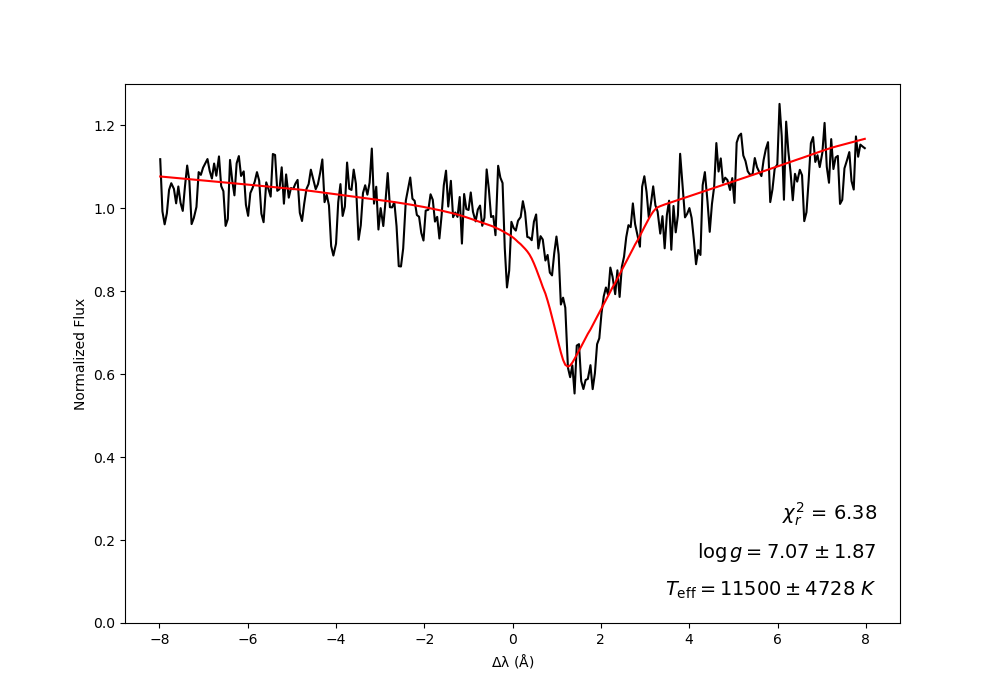 1.2
1.0
0.8
0.6
0.4
0.2
0.0
Normalized Flux
χ²ᵣ = 6.38
log g = 7.07 ± 1.87
T_eff = 11500 ± 4728 K
−8 −6 −4 −2 0 2 4 6 8
Δλ (Å)